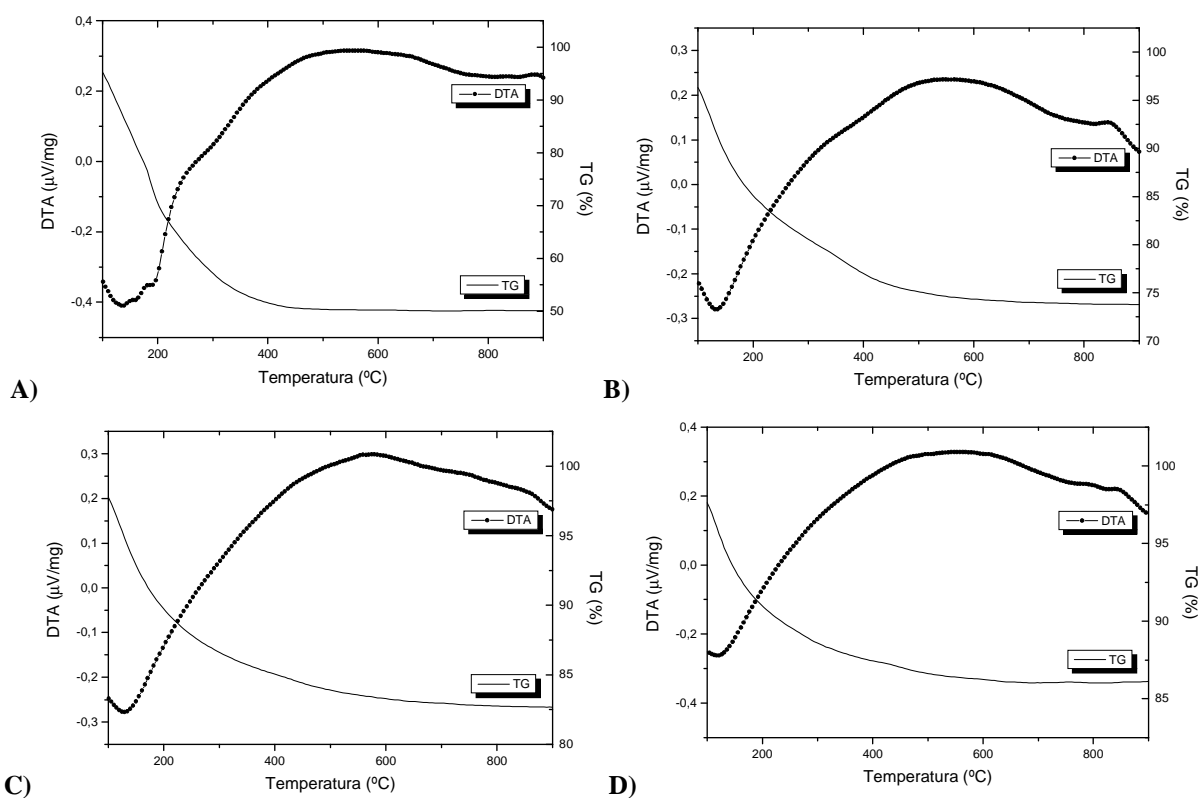 0,4
0,2
0,0
-0,2
-0,4
DTA (µV/mg)
100
90
80
70
60
50
TG (%)
DTA
TG
200
400
600
800
Temperatura (ºC)
A)
0,3
0,2
0,1
0,0
-0,1
-0,2
-0,3
DTA (µV/mg)
100
95
90
85
80
75
70
TG (%)
DTA
TG
200
400
600
800
Temperatura (ºC)
B)
0,3
0,2
0,1
0,0
-0,1
-0,2
-0,3
DTA (µV/mg)
100
95
90
85
80
TG (%)
DTA
TG
200
400
600
800
Temperatura (ºC)
C)
0,4
0,2
0,0
-0,2
-0,4
DTA (µV/mg)
100
95
90
85
TG (%)
DTA
TG
200
400
600
800
Temperatura (ºC)
D)